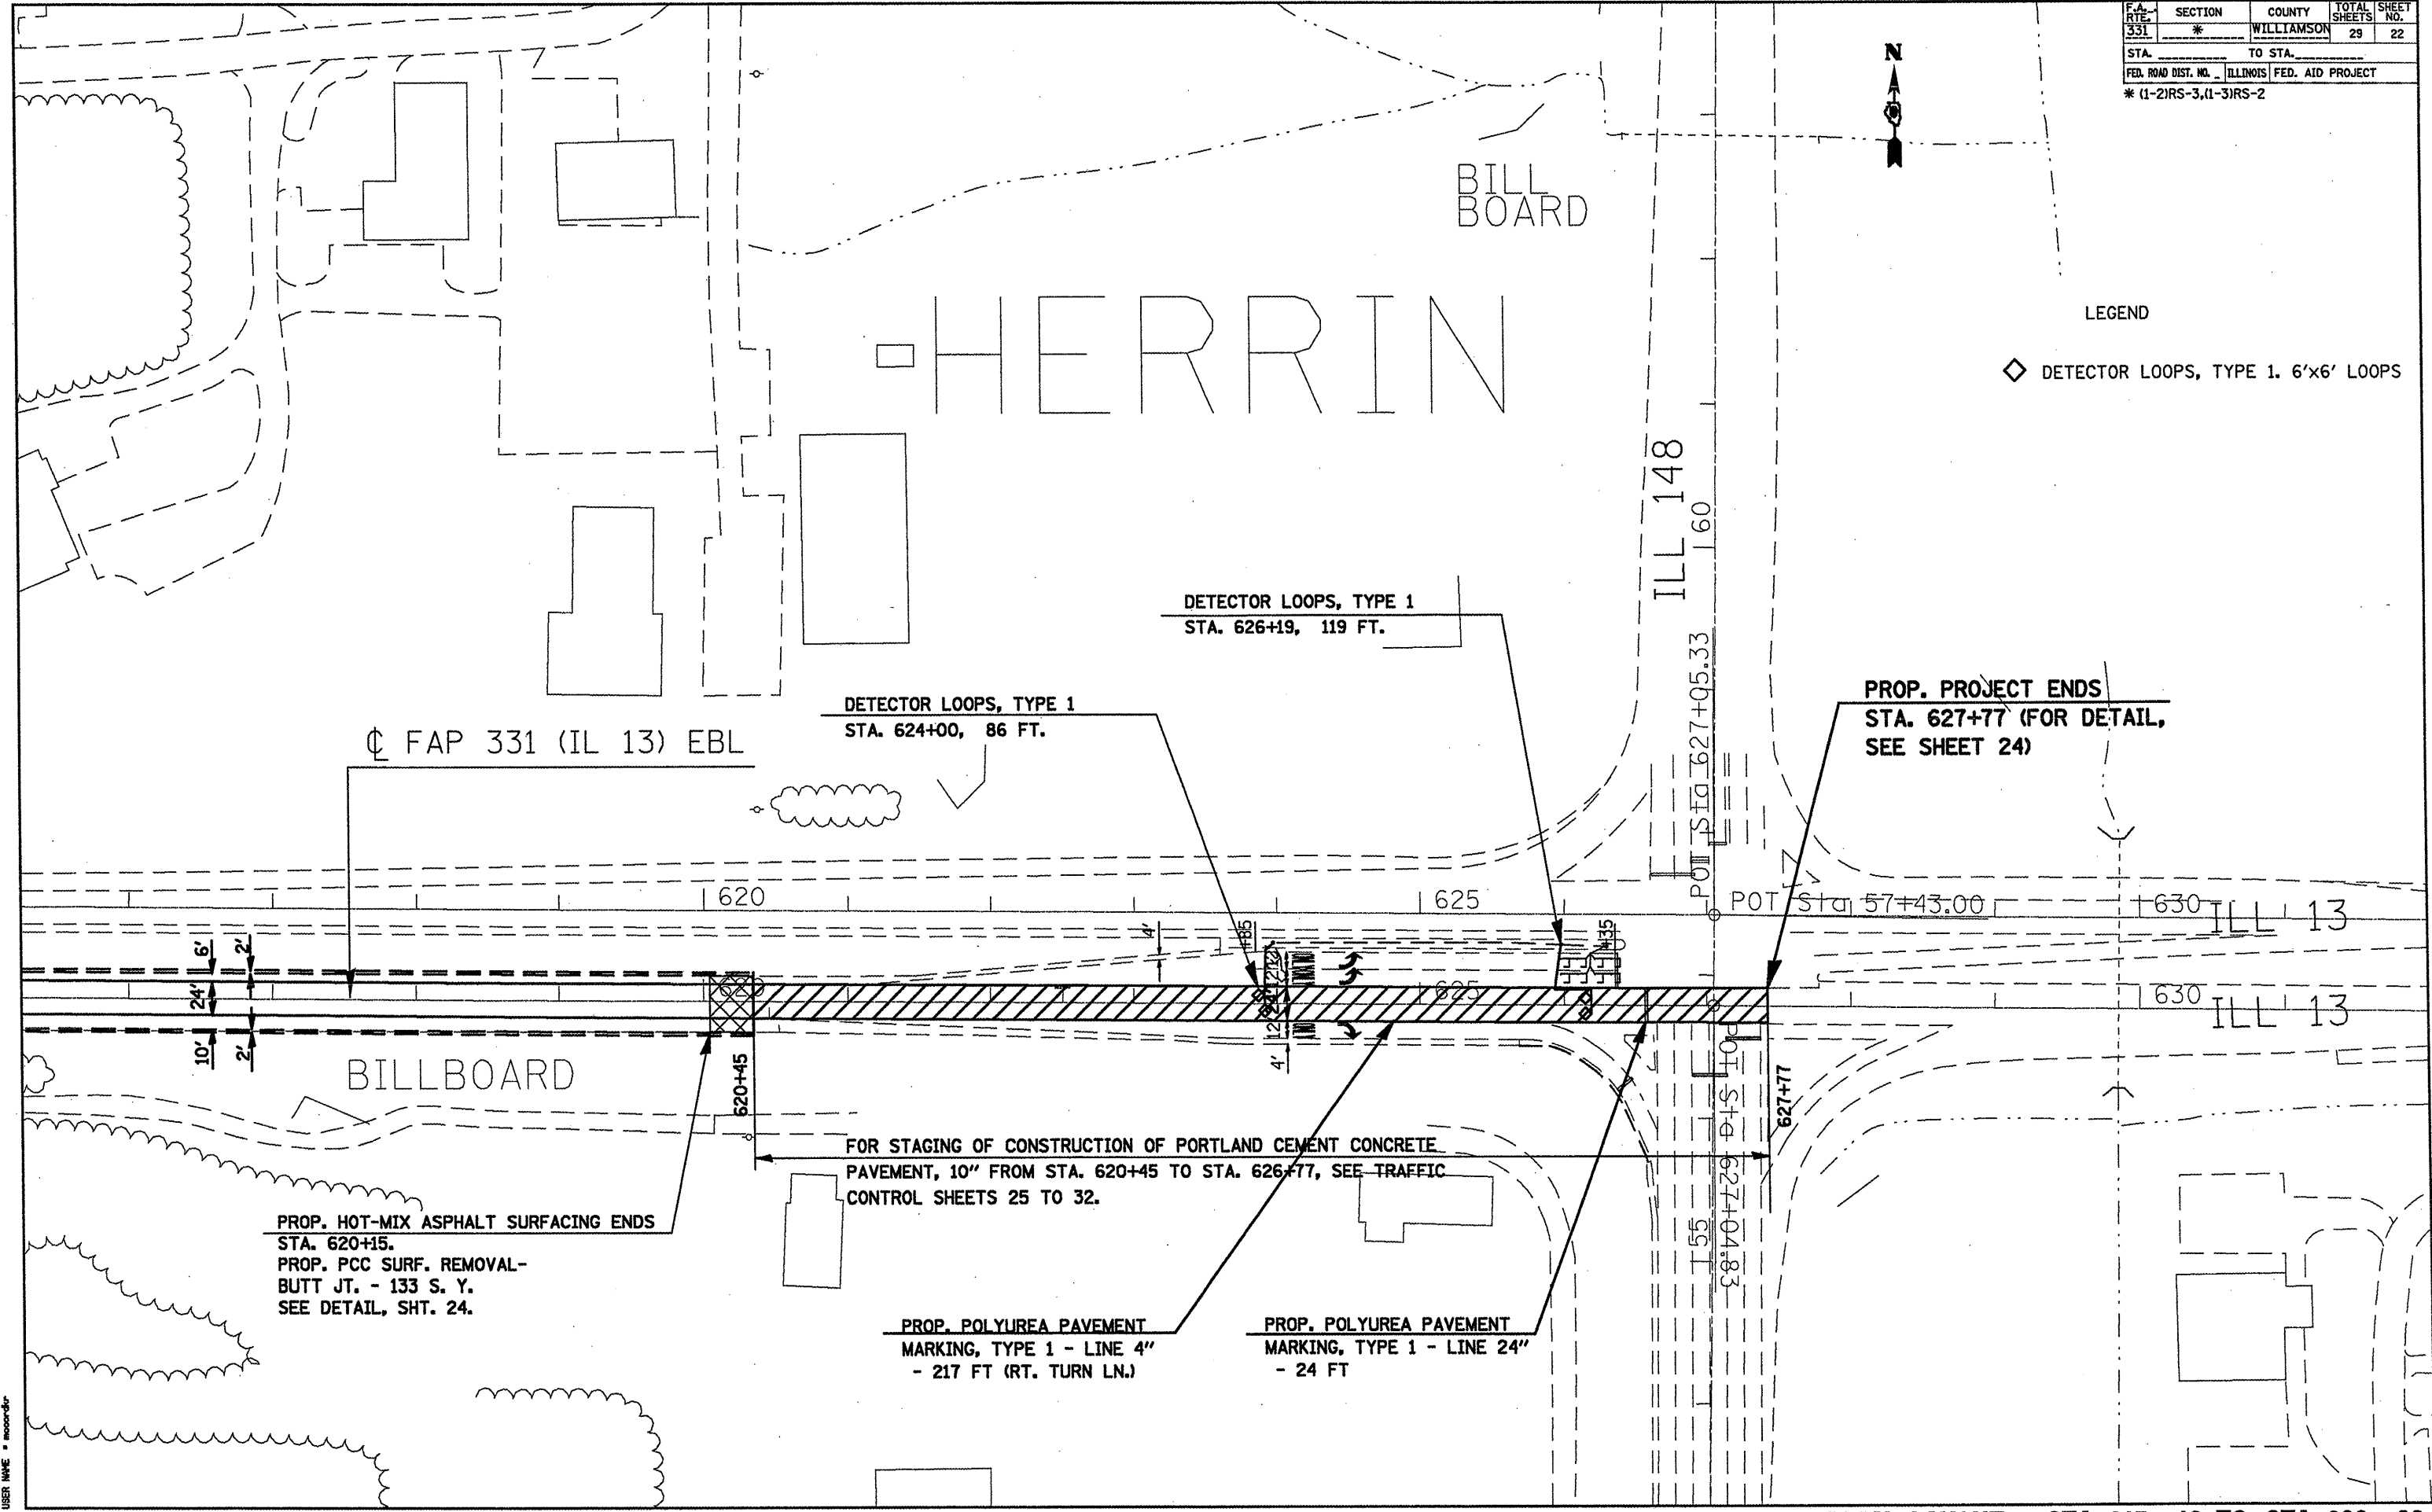 F.A. RTE. SECTION COUNTY TOTAL SHEETS SHEET NO.
331 * WILLIAMSON 29 22
STA. TO STA.
FED. ROAD DIST. NO. ILLINOIS FED. AID PROJECT
* (1-2)RS-3,(1-3)RS-2
N
BILL
BOARD
HERRIN
LEGEND
DETECTOR LOOPS, TYPE 1. 6'x6' LOOPS
ILL 148
60
DETECTOR LOOPS, TYPE 1
STA. 626+19, 119 FT.
POT Sta 627+05.33
DETECTOR LOOPS, TYPE 1
STA. 624+00, 86 FT.
PROP. PROJECT ENDS
STA. 627+77 (FOR DETAIL,
SEE SHEET 24)
℄ FAP 331 (IL 13) EBL
620
625
POT Sta 57+43.00
630
ILL 13
6'
2'
24'
10'
2'
4'
+85
+35
12'
4'
620
625
630
ILL 13
BILLBOARD
620+45
627+77
POT Sta 627+04.83
55
FOR STAGING OF CONSTRUCTION OF PORTLAND CEMENT CONCRETE
PAVEMENT, 10" FROM STA. 620+45 TO STA. 626+77, SEE TRAFFIC
CONTROL SHEETS 25 TO 32.
PROP. HOT-MIX ASPHALT SURFACING ENDS
STA. 620+15.
PROP. PCC SURF. REMOVAL-
BUTT JT. - 133 S. Y.
SEE DETAIL, SHT. 24.
PROP. POLYUREA PAVEMENT
MARKING, TYPE 1 - LINE 4"
- 217 FT (RT. TURN LN.)
PROP. POLYUREA PAVEMENT
MARKING, TYPE 1 - LINE 24"
- 24 FT
USER NAME =